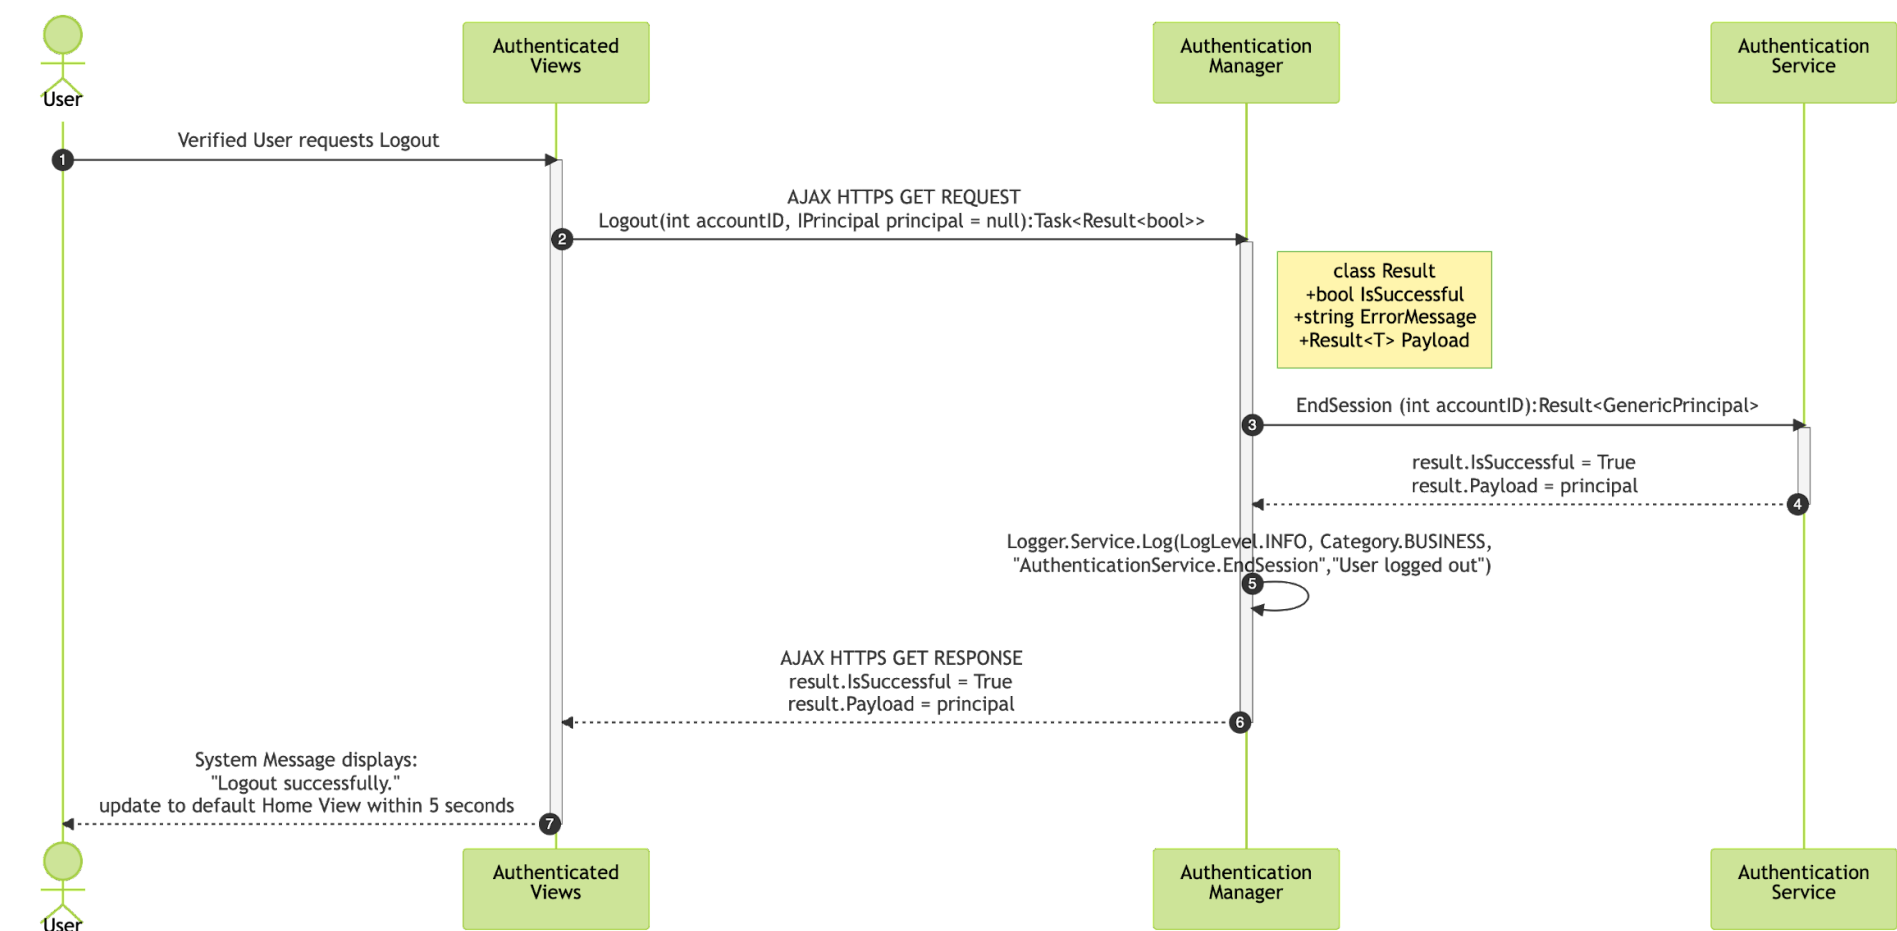 User
Authenticated
Views
Authentication
Manager
Authentication
Service
Verified User requests Logout
1
AJAX HTTPS GET REQUEST
Logout(int accountID, IPrincipal principal = null):Task<Result<bool>>
2
class Result
+bool IsSuccessful
+string ErrorMessage
+Result<T> Payload
EndSession (int accountID):Result<GenericPrincipal>
3
result.IsSuccessful = True
result.Payload = principal
4
Logger.Service.Log(LogLevel.INFO, Category.BUSINESS,
"AuthenticationService.EndSession","User logged out")
5
AJAX HTTPS GET RESPONSE
result.IsSuccessful = True
result.Payload = principal
6
System Message displays:
"Logout successfully."
update to default Home View within 5 seconds
7
User
Authenticated
Views
Authentication
Manager
Authentication
Service